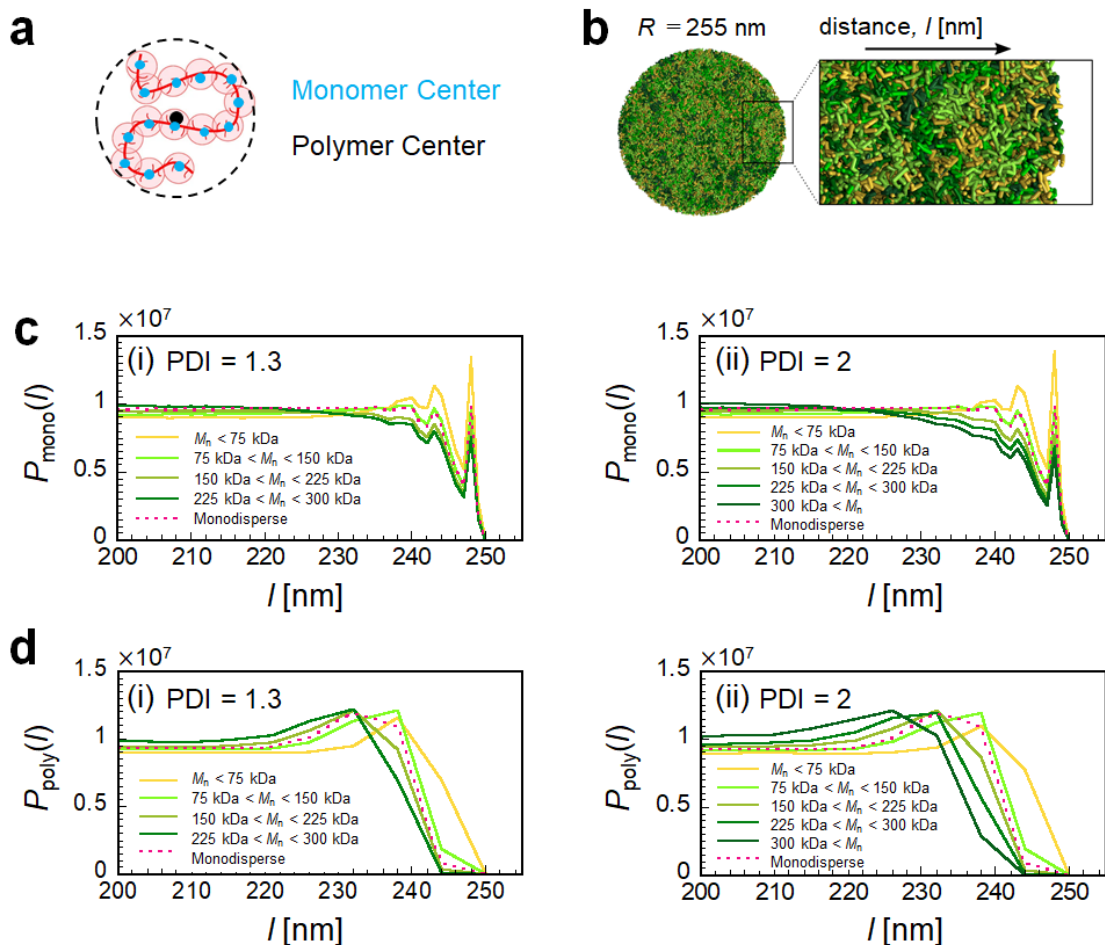 a
Monomer Center
Polymer Center
b
R = 255 nm
distance, l [nm]
c
×10⁷
1.5
1
0.5
0
P_mono(l)
(i) PDI = 1.3
M_n < 75 kDa
75 kDa < M_n < 150 kDa
150 kDa < M_n < 225 kDa
225 kDa < M_n < 300 kDa
Monodisperse
200 210 220 230 240 250
l [nm]
×10⁷
1.5
1
0.5
0
P_mono(l)
(ii) PDI = 2
M_n < 75 kDa
75 kDa < M_n < 150 kDa
150 kDa < M_n < 225 kDa
225 kDa < M_n < 300 kDa
300 kDa < M_n
Monodisperse
200 210 220 230 240 250
l [nm]
d
×10⁷
1.5
1
0.5
0
P_poly(l)
(i) PDI = 1.3
M_n < 75 kDa
75 kDa < M_n < 150 kDa
150 kDa < M_n < 225 kDa
225 kDa < M_n < 300 kDa
Monodisperse
200 210 220 230 240 250
l [nm]
×10⁷
1.5
1
0.5
0
P_poly(l)
(ii) PDI = 2
M_n < 75 kDa
75 kDa < M_n < 150 kDa
150 kDa < M_n < 225 kDa
225 kDa < M_n < 300 kDa
300 kDa < M_n
Monodisperse
200 210 220 230 240 250
l [nm]